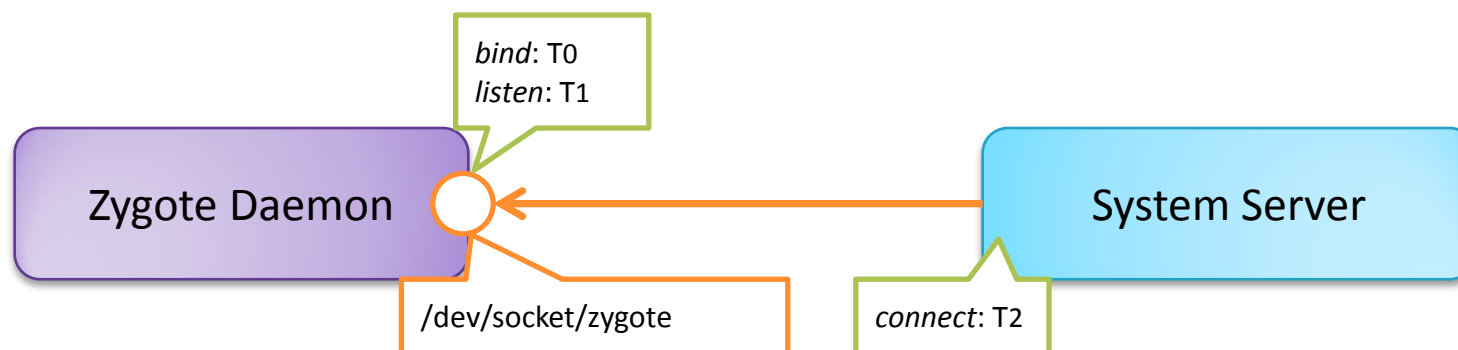 bind: T0
listen: T1
Zygote Daemon
System Server
/dev/socket/zygote
connect: T2